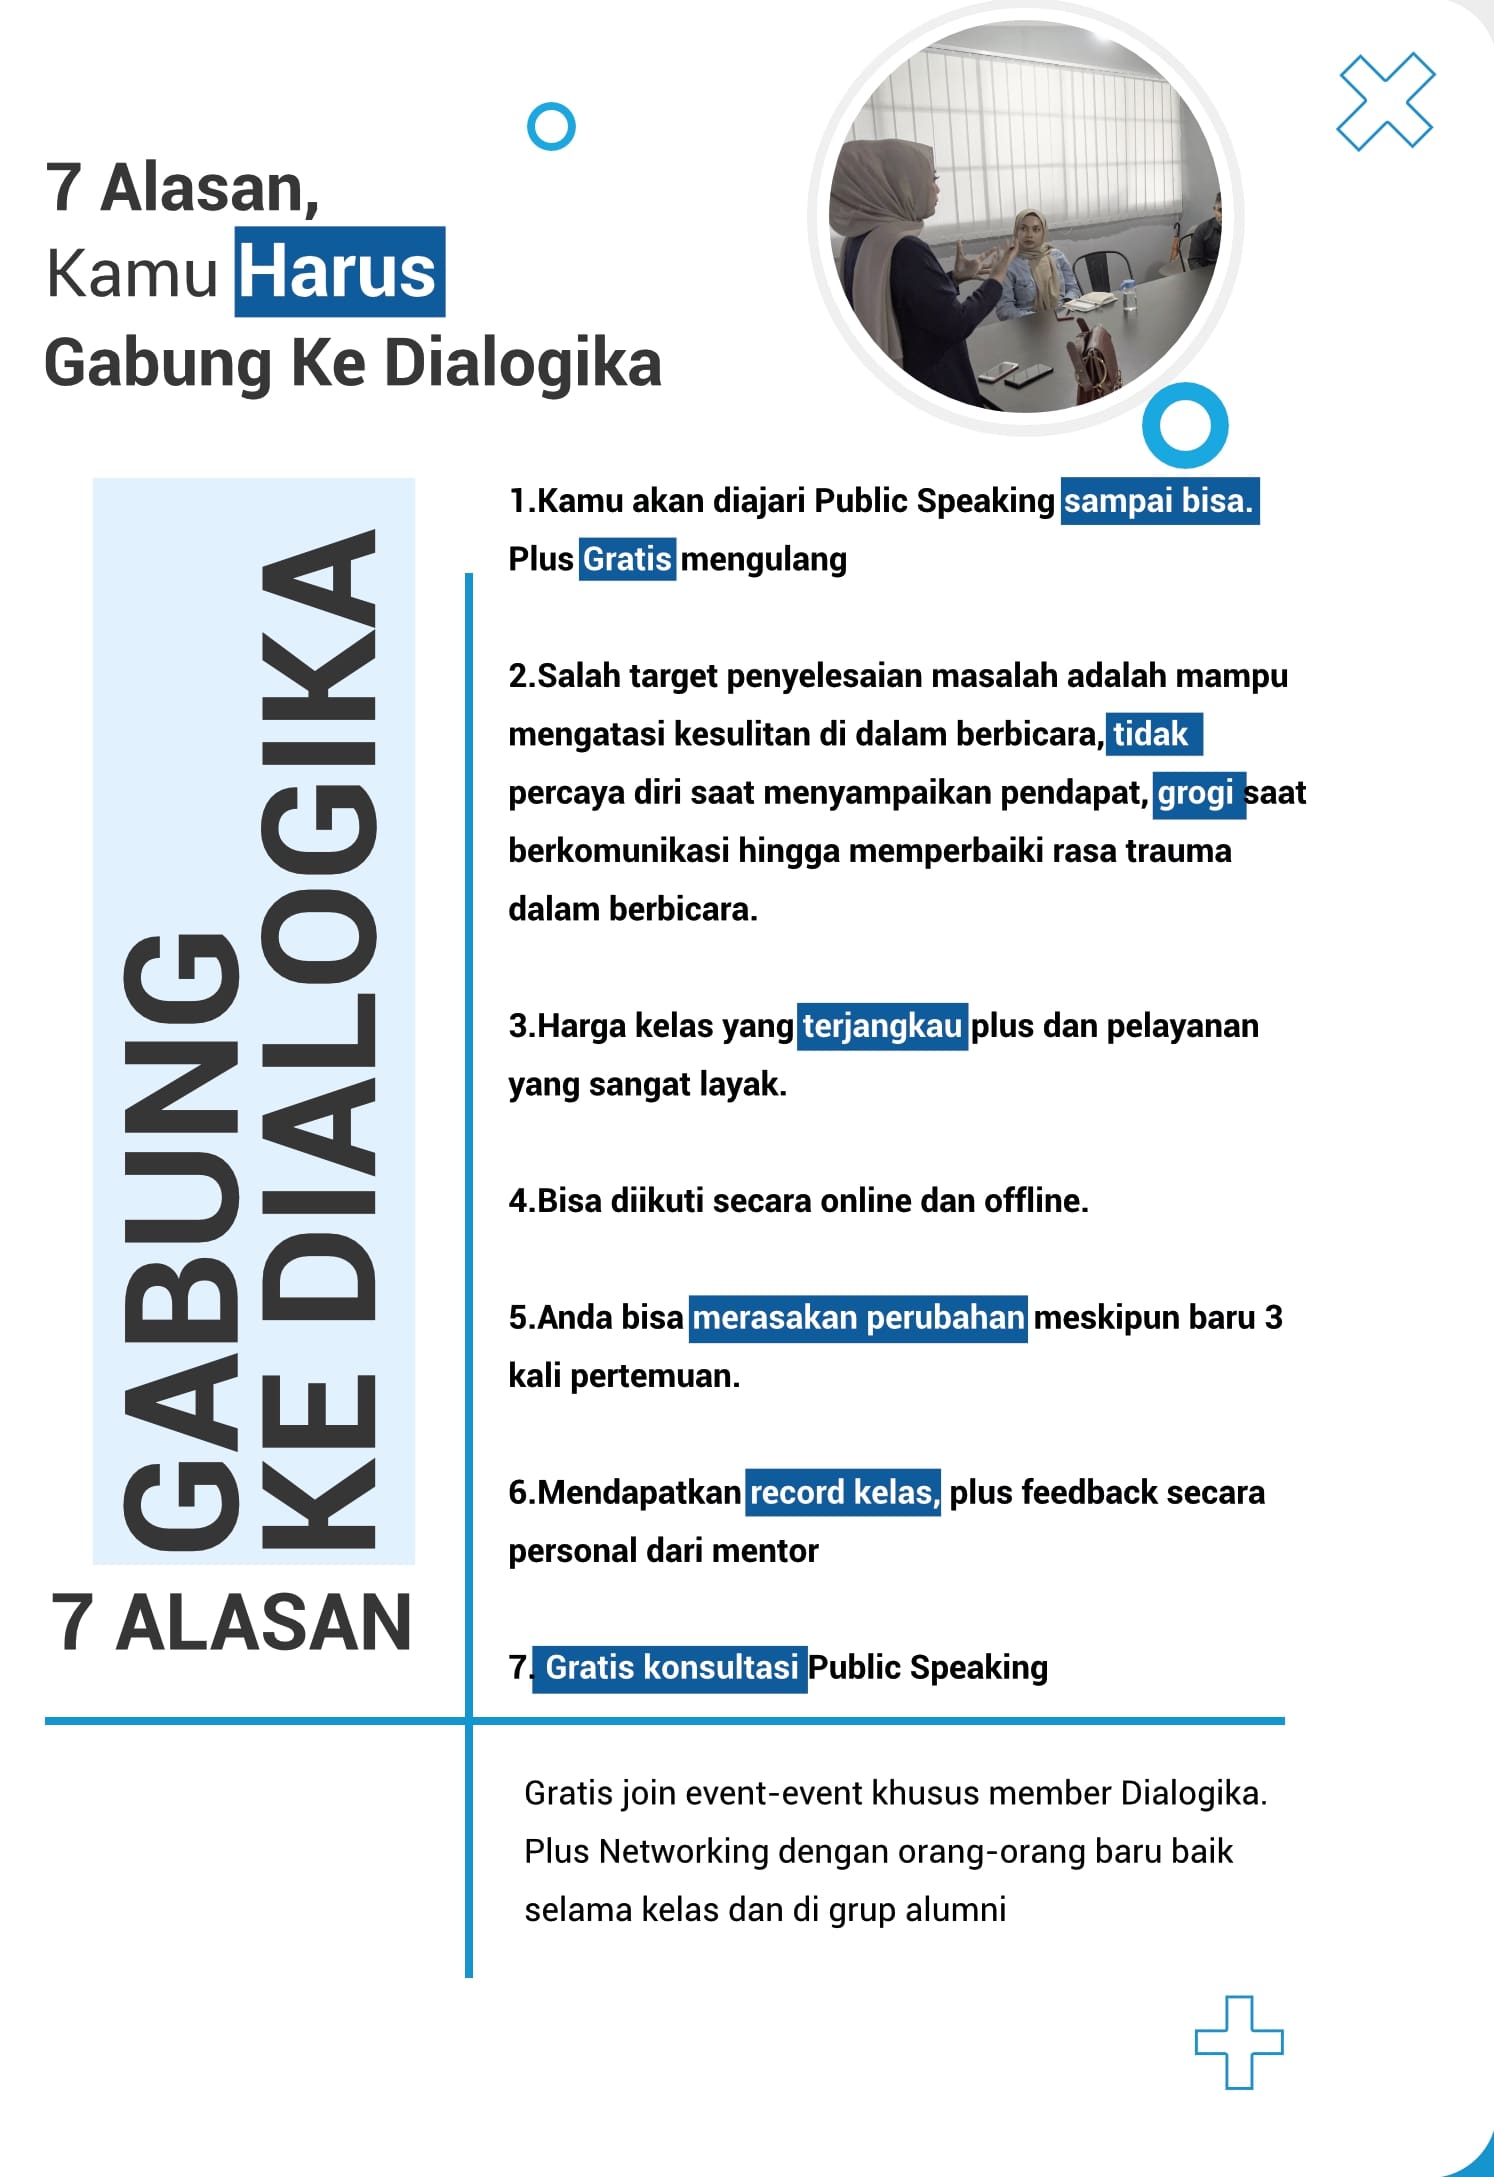 7 Alasan,
Kamu Harus
Gabung Ke Dialogika
GABUNG
KE DIALOGIKA
7 ALASAN
1.Kamu akan diajari Public Speaking sampai bisa.
Plus Gratis mengulang
2.Salah target penyelesaian masalah adalah mampu
mengatasi kesulitan di dalam berbicara, tidak
percaya diri saat menyampaikan pendapat, grogi saat
berkomunikasi hingga memperbaiki rasa trauma
dalam berbicara.
3.Harga kelas yang terjangkau plus dan pelayanan
yang sangat layak.
4.Bisa diikuti secara online dan offline.
5.Anda bisa merasakan perubahan meskipun baru 3
kali pertemuan.
6.Mendapatkan record kelas, plus feedback secara
personal dari mentor
7. Gratis konsultasi Public Speaking
Gratis join event-event khusus member Dialogika.
Plus Networking dengan orang-orang baru baik
selama kelas dan di grup alumni